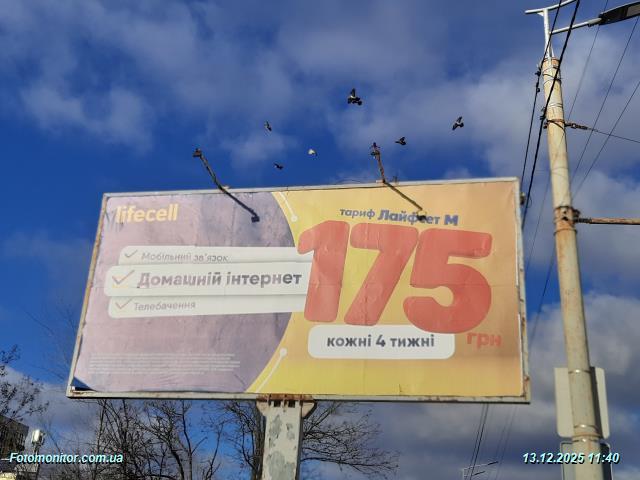 lifecell
тариф Лайфсет М
175
грн
кожні 4 тижні
Мобільний зв'язок
Домашній інтернет
Телебачення
Fotomonitor.com.ua
13.12.2025 11:40